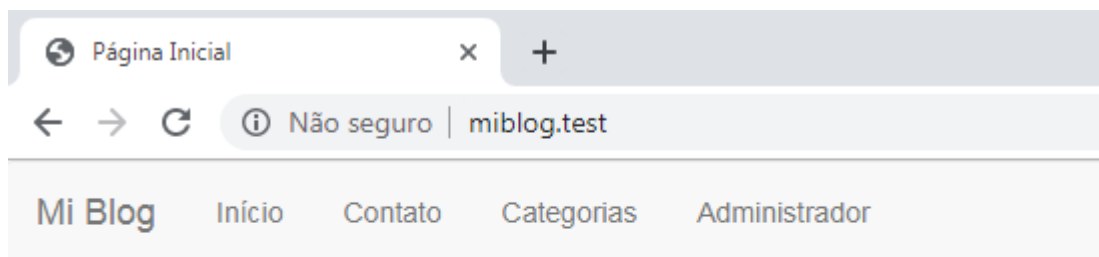 Página Inicial
Não seguro miblog.test
Mi Blog Início Contato Categorias Administrador